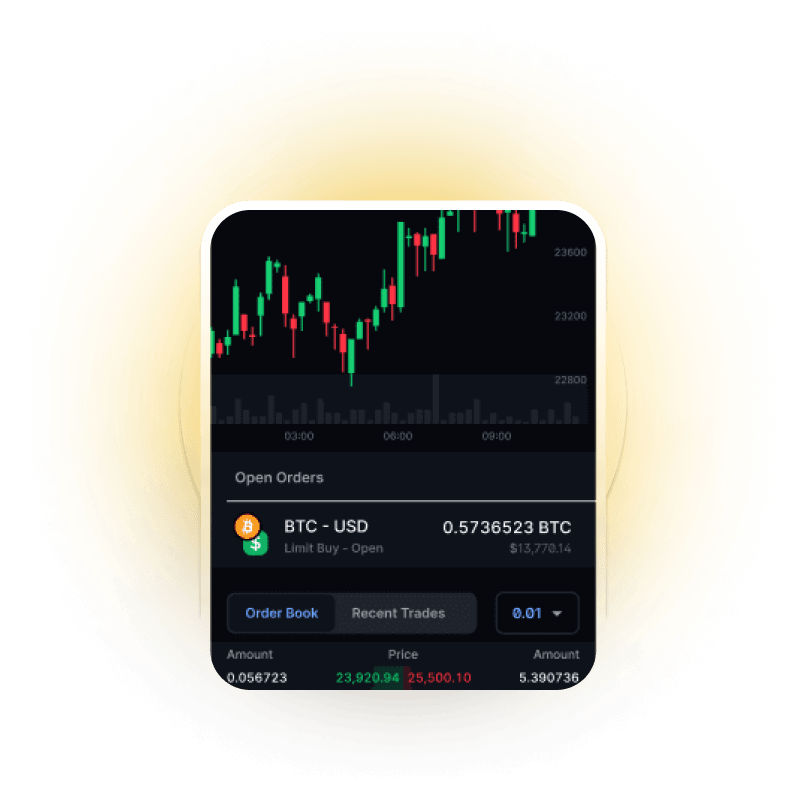 23600
23200
22800
03:00 06:00 09:00
Open Orders
BTC - USD 0.5736523 BTC
Limit Buy - Open $13,770.14
Order Book Recent Trades 0.01
Amount Price Amount
0.056723 23,920.94 25,500.10 5.390736